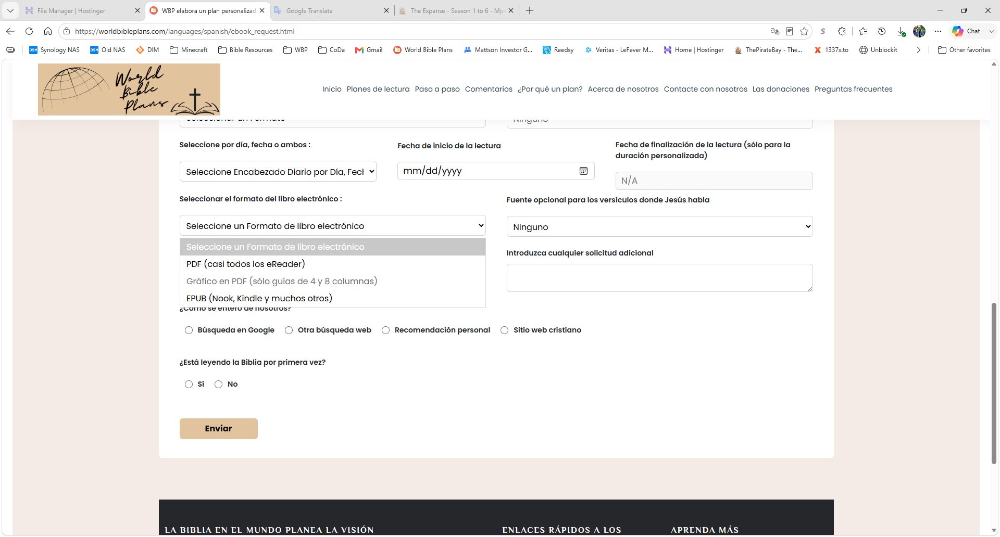 File Manager | Hostinger
WBP elabora un plan personalizad
Google Translate
The Expanse - Season 1 to 6 - Mp4
https://worldbibleplans.com/languages/spanish/ebook_request.html
Chat
Synology NAS
Old NAS
DIM
Minecraft
Bible Resources
WBP
CoDa
Gmail
World Bible Plans
Mattson Investor G...
Reedsy
Veritas - LeFever M...
Home | Hostinger
ThePirateBay - The...
1337x.to
Unblockit
Other favorites
World
Bible
Plans
Inicio Planes de lectura Paso a paso Comentarios ¿Por qué un plan? Acerca de nosotros Contacte con nosotros Las donaciones Preguntas frecuentes
Seleccionar un Formato
Ninguno
Seleccione por día, fecha o ambos :
Fecha de inicio de la lectura
Fecha de finalización de la lectura (sólo para la
duración personalizada)
Seleccione Encabezado Diario por Día, Fecl
mm/dd/yyyy
N/A
Seleccionar el formato del libro electrónico :
Fuente opcional para los versículos donde Jesús habla
Seleccione un Formato de libro electrónico
Ninguno
Seleccione un Formato de libro electrónico
PDF (casi todos los eReader)
Gráfico en PDF (sólo guías de 4 y 8 columnas)
EPUB (Nook, Kindle y muchos otros)
Introduzca cualquier solicitud adicional
¿Cómo se enteró de nosotros?
Búsqueda en Google
Otra búsqueda web
Recomendación personal
Sitio web cristiano
¿Está leyendo la Biblia por primera vez?
Sí
No
Enviar
LA BIBLIA EN EL MUNDO PLANEA LA VISIÓN
ENLACES RÁPIDOS A LOS
APRENDA MÁS